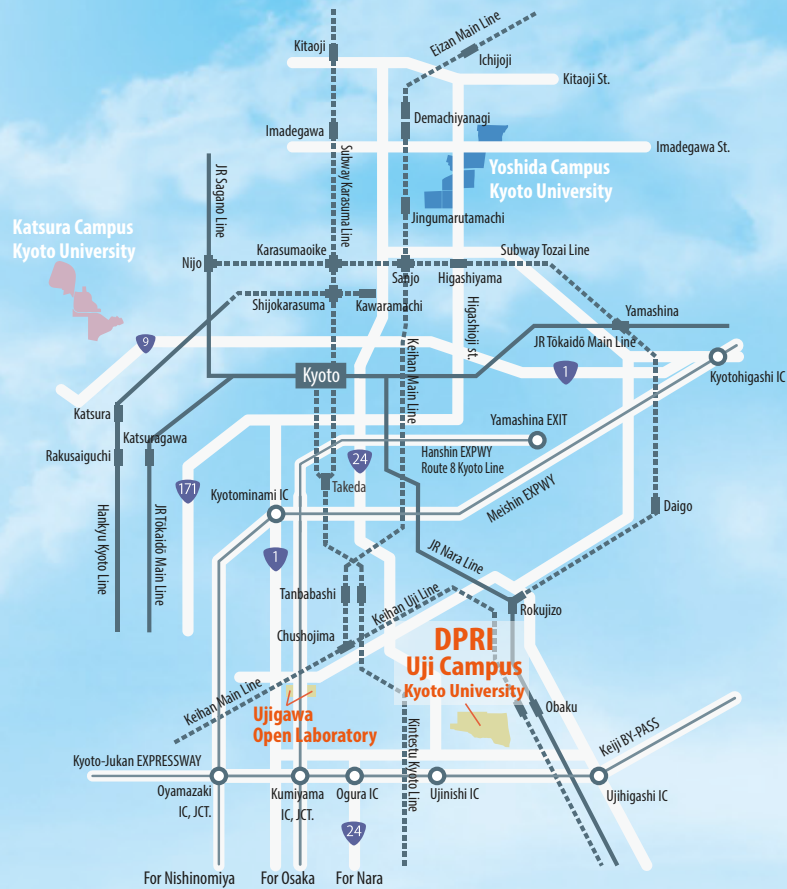 Kitaoji
Eizan Main Line
Ichijoji
Kitaoji St.
Demachiyanagi
Imadegawa
Imadegawa St.
Subway Karasuma Line
JR Sagano Line
Yoshida Campus
Kyoto University
Jingumarutamachi
Katsura Campus
Kyoto University
Karasumaoike
Subway Tozai Line
Nijo
Sanjo
Higashiyama
Shijokarasuma
Kawaramachi
Yamashina
Higashioji st.
JR Tōkaidō Main Line
9
Keihan Main Line
1
Kyoto
Kyotohigashi IC
Katsura
Yamashina EXIT
Katsuragawa
Rakusaiguchi
Hanshin EXPWY
Route 8 Kyoto Line
24
171
Takeda
Kyotominami IC
Meishin EXPWY
Daigo
Hankyu Kyoto Line
JR Tōkaidō Main Line
1
JR Nara Line
Tanbabashi
Keihan Uji Line
Rokujizo
Chushojima
DPRI
Uji Campus
Kyoto University
Keihan Main Line
Ujigawa
Open Laboratory
Obaku
Kintestu Kyoto Line
Keiji BY-PASS
Kyoto-Jukan EXPRESSWAY
Oyamazaki
IC, JCT.
Kumiyama
IC, JCT.
Ogura IC
Ujinishi IC
Ujihigashi IC
24
For Nishinomiya
For Osaka
For Nara